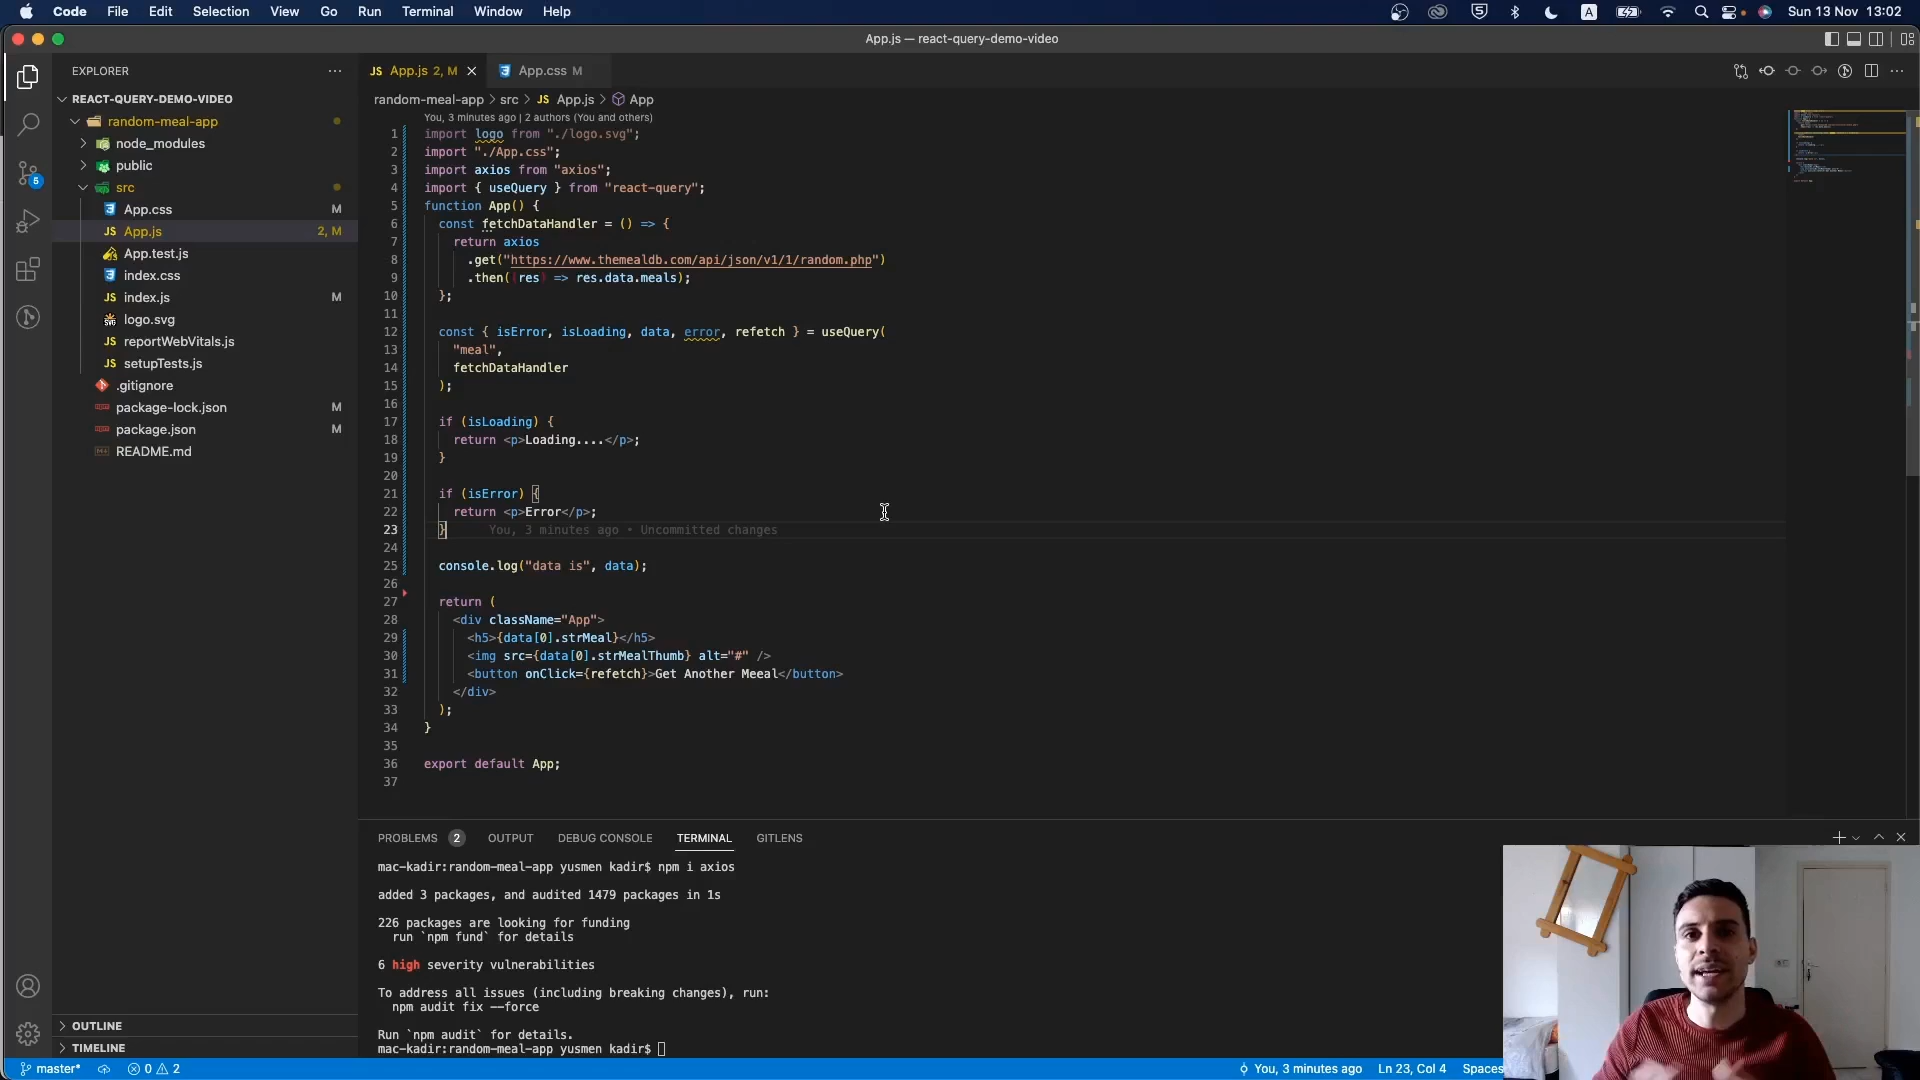 Code File Edit Selection View Go Run Terminal Window Help
A Sun 13 Nov 13:02
App.js — react-query-demo-video
EXPLORER
REACT-QUERY-DEMO-VIDEO
random-meal-app
node_modules
public
src
App.css M
JS App.js 2, M
App.test.js
index.css
JS index.js M
logo.svg
JS reportWebVitals.js
JS setupTests.js
.gitignore
package-lock.json M
package.json M
README.md
OUTLINE
TIMELINE
5
JS App.js 2, M App.css M
random-meal-app > src > JS App.js > App
You, 3 minutes ago | 2 authors (You and others)
1 import logo from "./logo.svg";
2 import "./App.css";
3 import axios from "axios";
4 import { useQuery } from "react-query";
5 function App() {
6 const fetchDataHandler = () => {
7 return axios
8 .get("https://www.themealdb.com/api/json/v1/1/random.php")
9 .then((res) => res.data.meals);
10 };
11
12 const { isError, isLoading, data, error, refetch } = useQuery(
13 "meal",
14 fetchDataHandler
15 );
16
17 if (isLoading) {
18 return <p>Loading....</p>;
19 }
20
21 if (isError) {
22 return <p>Error</p>;
23 } You, 3 minutes ago • Uncommitted changes
24
25 console.log("data is", data);
26
27 return (
28 <div className="App">
29 <h5>{data[0].strMeal}</h5>
30 <img src={data[0].strMealThumb} alt="#" />
31 <button onClick={refetch}>Get Another Meeal</button>
32 </div>
33 );
34 }
35
36 export default App;
37
PROBLEMS 2 OUTPUT DEBUG CONSOLE TERMINAL GITLENS
mac-kadir:random-meal-app yusmen kadir$ npm i axios
added 3 packages, and audited 1479 packages in 1s
226 packages are looking for funding
run `npm fund` for details
6 high severity vulnerabilities
To address all issues (including breaking changes), run:
npm audit fix --force
Run `npm audit` for details.
mac-kadir:random-meal-app yusmen kadir$
master* 0 2 You, 3 minutes ago Ln 23, Col 4 Spaces